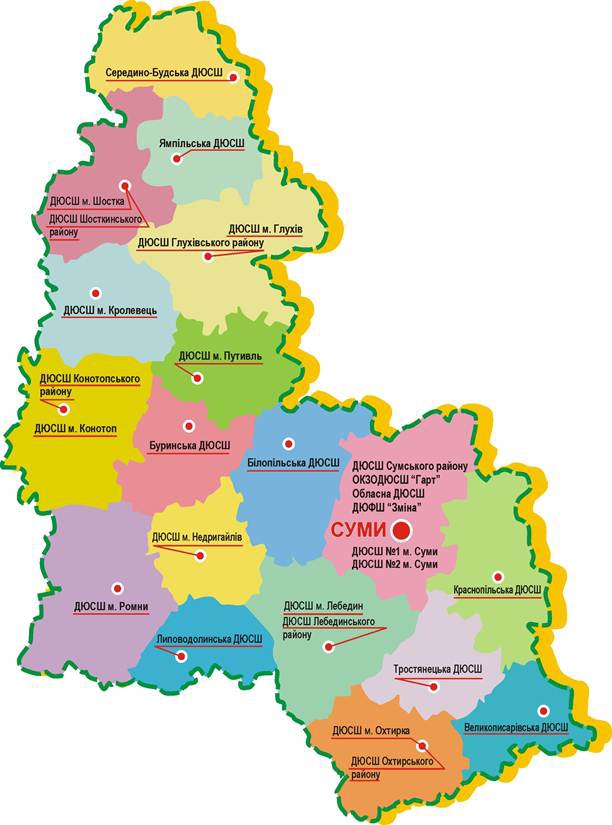 Середино-Будська ДЮСШ
Ямпільська ДЮСШ
ДЮСШ м. Шостка
ДЮСШ Шосткинського
району
ДЮСШ м. Глухів
ДЮСШ Глухівського району
ДЮСШ м. Кролевець
ДЮСШ м. Путивль
ДЮСШ Конотопського
району
ДЮСШ м. Конотоп
Буринська ДЮСШ
Білопільська ДЮСШ
ДЮСШ Сумського району
ОКЗОДЮСШ “Гарт”
Обласна ДЮСШ
ДЮФШ “Зміна”
СУМИ
ДЮСШ №1 м. Суми
ДЮСШ №2 м. Суми
ДЮСШ м. Недригайлів
Краснопільська ДЮСШ
ДЮСШ м. Ромни
Липоводолинська ДЮСШ
ДЮСШ м. Лебедин
ДЮСШ Лебединського
району
Тростянецька ДЮСШ
ДЮСШ м. Охтирка
ДЮСШ Охтирського
району
Великописарівська ДЮСШ